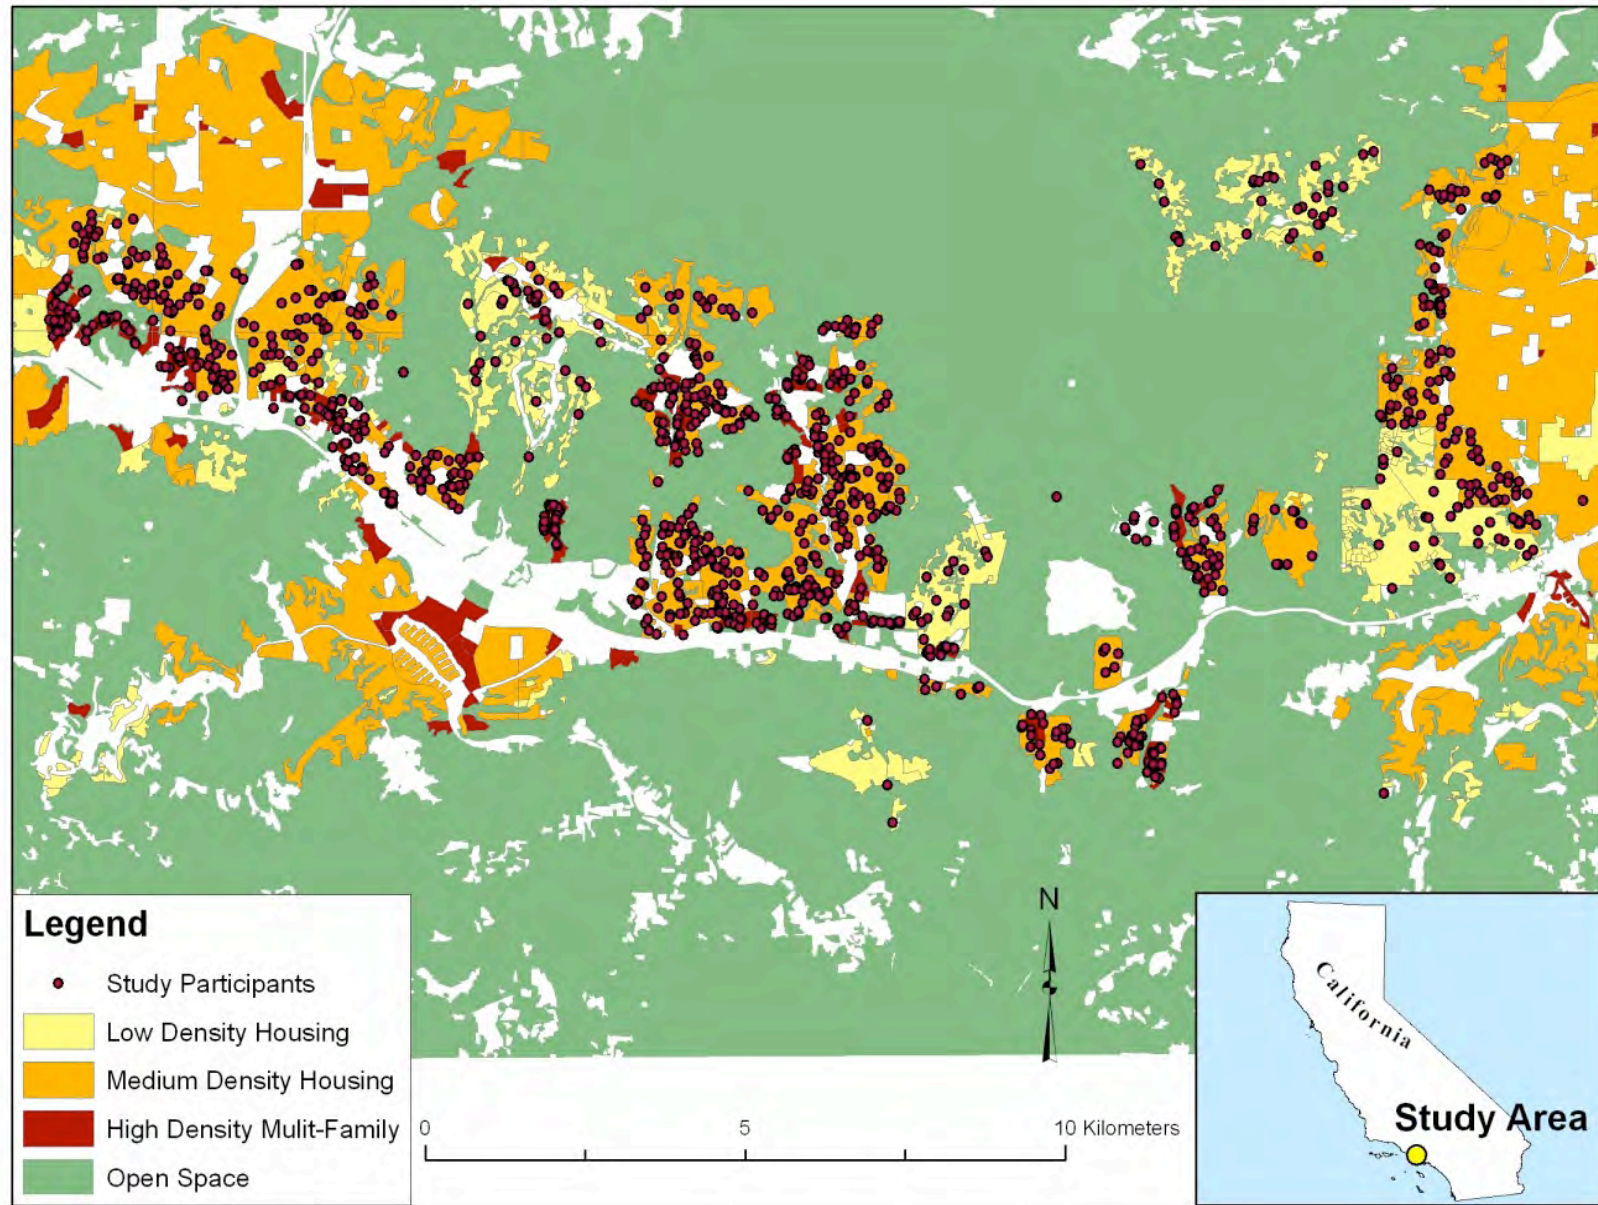 Legend
Study Participants
Low Density Housing
Medium Density Housing
High Density Mulit-Family
Open Space
N
0 5 10 Kilometers
California
Study Area